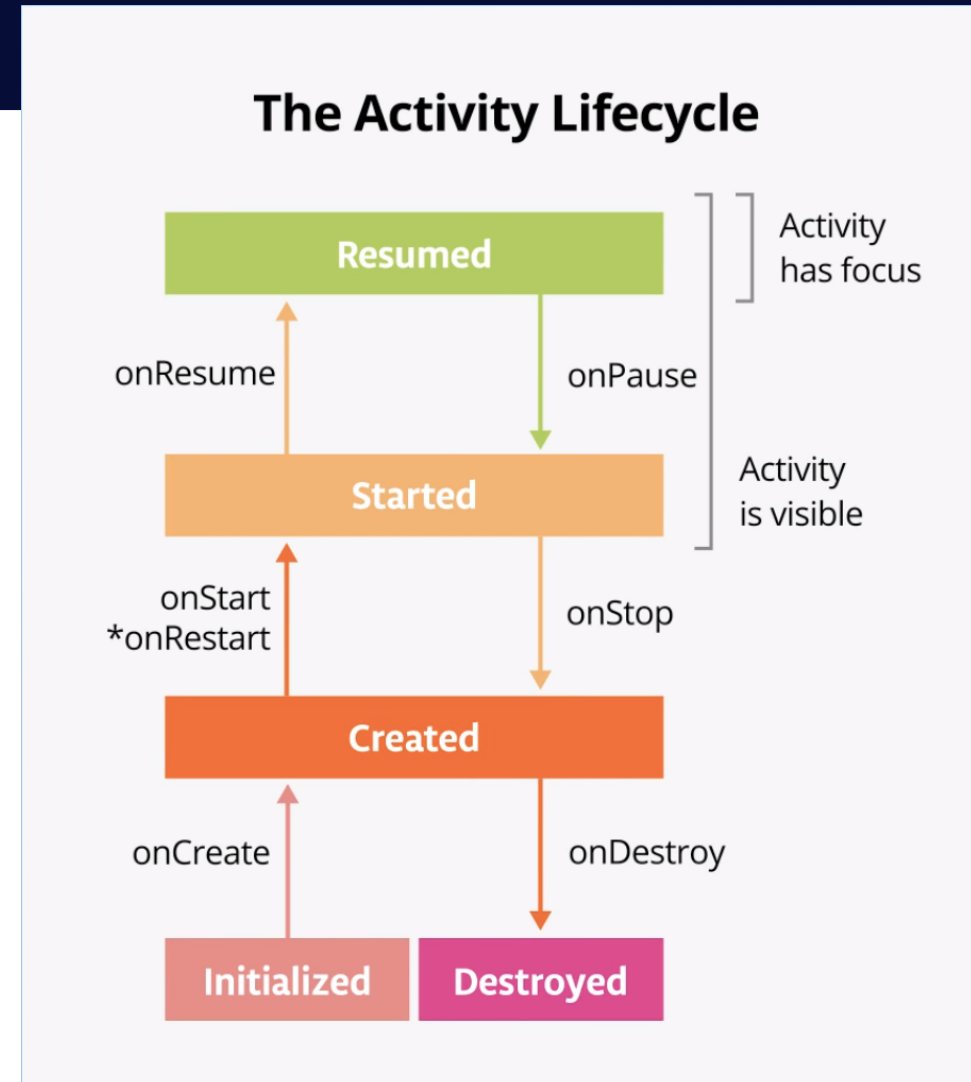 The Activity Lifecycle
Resumed
Activity
has focus
onResume
onPause
Started
Activity
is visible
onStart
*onRestart
onStop
Created
onCreate
onDestroy
Initialized
Destroyed